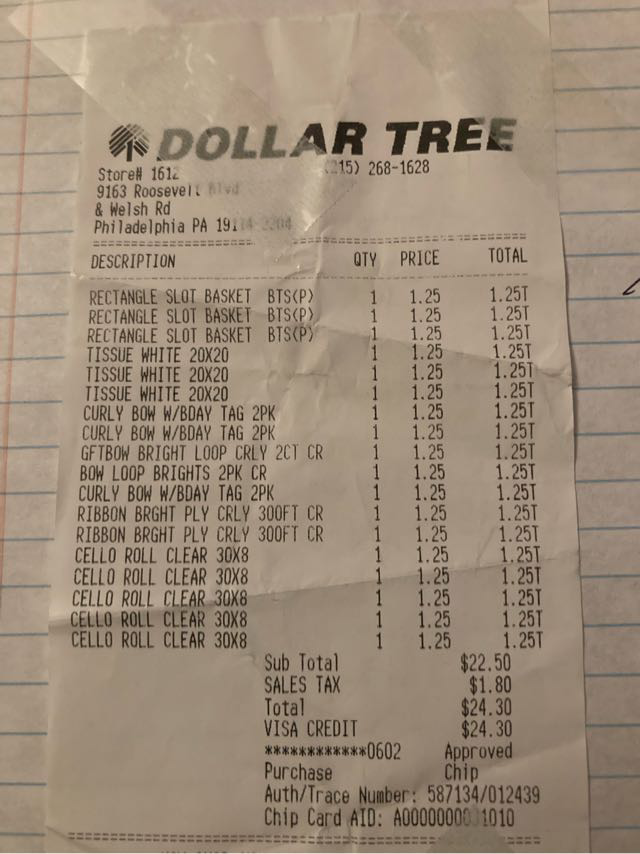 DOLLAR TREE
Store# 1612 (215) 268-1628
9163 Roosevelt Blvd
& Welsh Rd
Philadelphia PA
DESCRIPTION QTY PRICE TOTAL
RECTANGLE SLOT BASKET BTS(P) 1 1.25 1.25T
RECTANGLE SLOT BASKET BTS(P) 1 1.25 1.25T
RECTANGLE SLOT BASKET BTS(P) 1 1.25 1.25T
TISSUE WHITE 20X20 1 1.25 1.25T
TISSUE WHITE 20X20 1 1.25 1.25T
TISSUE WHITE 20X20 1 1.25 1.25T
CURLY BOW W/BDAY TAG 2PK 1 1.25 1.25T
CURLY BOW W/BDAY TAG 2PK 1 1.25 1.25T
GFTBOW BRIGHT LOOP CRLY 2CT CR 1 1.25 1.25T
BOW LOOP BRIGHTS 2PK CR 1 1.25 1.25T
CURLY BOW W/BDAY TAG 2PK 1 1.25 1.25T
RIBBON BRGHT PLY CRLY 300FT CR 1 1.25 1.25T
RIBBON BRGHT PLY CRLY 300FT CR 1 1.25 1.25T
CELLO ROLL CLEAR 30X8 1 1.25 1.25T
CELLO ROLL CLEAR 30X8 1 1.25 1.25T
CELLO ROLL CLEAR 30X8 1 1.25 1.25T
CELLO ROLL CLEAR 30X8 1 1.25 1.25T
CELLO ROLL CLEAR 30X8 1 1.25 1.25T
Sub Total $22.50
SALES TAX $1.80
Total $24.30
VISA CREDIT $24.30
************0602 Approved
Purchase Chip
Auth/Trace Number: 587134/012439
Chip Card AID: